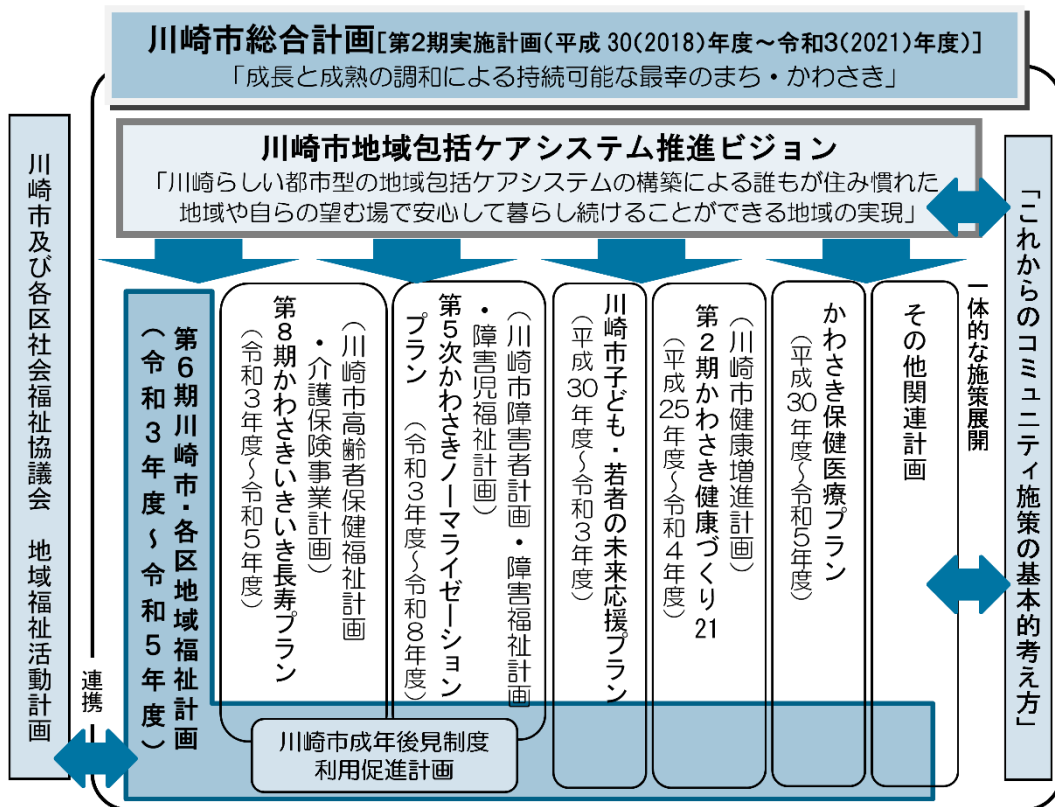 川崎市総合計画[第2期実施計画(平成30(2018)年度～令和3(2021)年度)]
「成長と成熟の調和による持続可能な最幸のまち・かわさき」
川崎市地域包括ケアシステム推進ビジョン
「川崎らしい都市型の地域包括ケアシステムの構築による誰もが住み慣れた
地域や自らの望む場で安心して暮らし続けることができる地域の実現」
川崎市及び各区社会福祉協議会　地域福祉活動計画
連携
第6期川崎市・各区地域福祉計画
(令和3年度～令和5年度)
(川崎市高齢者保健福祉計画
・介護保険事業計画)
第8期かわさきいきいき長寿プラン
(令和3年度～令和5年度)
(川崎市障害者計画・障害福祉計画
・障害児福祉計画)
第5次かわさきノーマライゼーション
プラン　(令和3年度～令和8年度)
川崎市子ども・若者の未来応援プラン
(平成30年度～令和3年度)
(川崎市健康増進計画)
第2期かわさき健康づくり21
(平成25年度～令和4年度)
かわさき保健医療プラン
(平成30年度～令和5年度)
その他関連計画
一体的な施策展開
「これからのコミュニティ施策の基本的考え方」
川崎市成年後見制度
利用促進計画